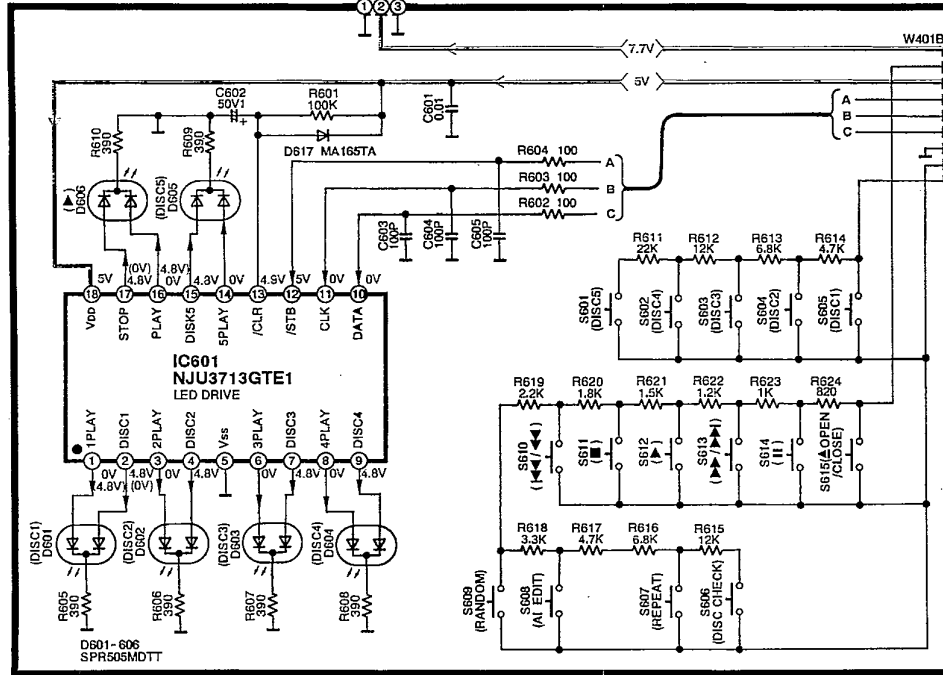 1 2 3
W401B
7.7V
5V
C602
50V1
R601
100K
C601
0.01
A
B
C
D617 MA165TA
R610
390
R609
390
(▲)
D606
(DISC5)
D605
R604 100
A
R603 100
B
R602 100
C
C603
100P
C604
100P
C605
100P
5V
(0V)
4.8V
(4.8V)
0V
4.8V
0V
4.9V
5V
0V
0V
18 17 16 15 14 13 12 11 10
VDD
STOP
PLAY
DISK5
5PLAY
/CLR
/STB
CLK
DATA
IC601
NJU3713GTE1
LED DRIVE
1PLAY
DISC1
2PLAY
DISC2
Vss
3PLAY
DISC3
4PLAY
DISC4
1 2 3 4 5 6 7 8 9
0V
(4.8V)
4.8V
(0V)
0V
4.8V
0V
4.8V
0V
4.8V
(DISC1)
D601
(DISC2)
D602
(DISC3)
D603
(DISC4)
D604
R605
390
R606
390
R607
390
R608
390
D601-606
SPR505MDTT
R611
22K
R612
12K
R613
6.8K
R614
4.7K
S601
(DISC5)
S602
(DISC4)
S603
(DISC3)
S604
(DISC2)
S605
(DISC1)
R619
2.2K
R620
1.8K
R621
1.5K
R622
1.2K
R623
1K
R624
820
S610
(◀◀/◀◀)
S611
(■)
S612
(▲)
S613
(▶▶/▶▶)
S614
(II)
S615(▲OPEN
/CLOSE)
R618
3.3K
R617
4.7K
R616
6.8K
R615
12K
S609
(RANDOM)
S608
(AI EDIT)
S607
(REPEAT)
S606
(DISC CHECK)